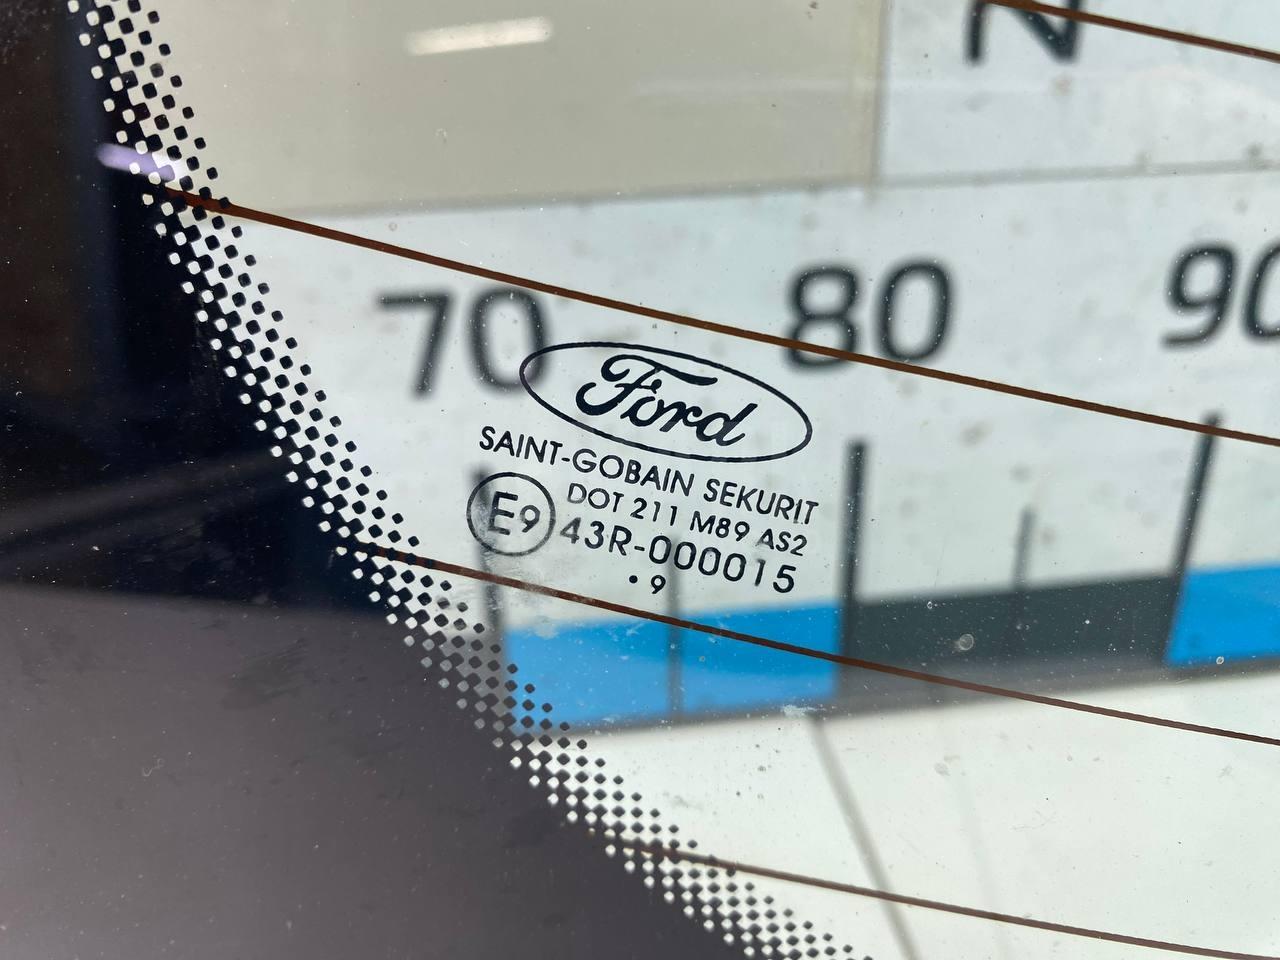 N
70 80 90
Ford
SAINT-GOBAIN SEKURIT
DOT 211 M89 AS2
E9 43R-000015
.9